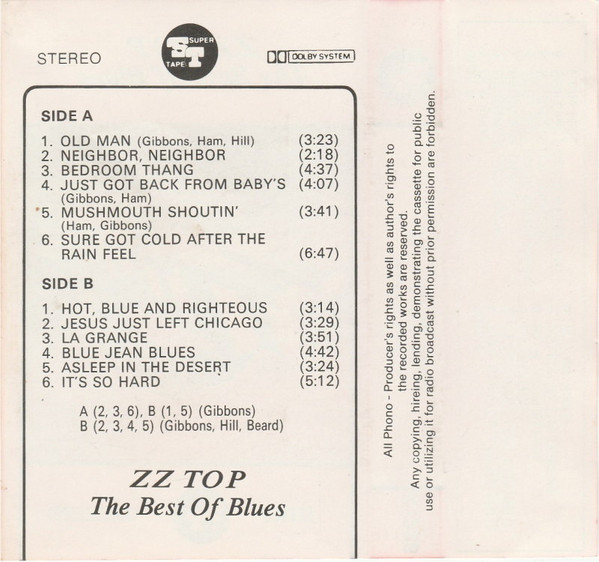 STEREO
SUPER
ST
TAPE
DOLBY SYSTEM
SIDE A
1. OLD MAN (Gibbons, Ham, Hill) (3:23)
2. NEIGHBOR, NEIGHBOR (2:18)
3. BEDROOM THANG (4:37)
4. JUST GOT BACK FROM BABY'S (4:07)
(Gibbons, Ham)
5. MUSHMOUTH SHOUTIN' (3:41)
(Ham, Gibbons)
6. SURE GOT COLD AFTER THE
RAIN FEEL (6:47)
SIDE B
1. HOT, BLUE AND RIGHTEOUS (3:14)
2. JESUS JUST LEFT CHICAGO (3:29)
3. LA GRANGE (3:51)
4. BLUE JEAN BLUES (4:42)
5. ASLEEP IN THE DESERT (3:24)
6. IT'S SO HARD (5:12)
A (2, 3, 6), B (1, 5) (Gibbons)
B (2, 3, 4, 5) (Gibbons, Hill, Beard)
ZZ TOP
The Best Of Blues
All Phono - Producer's rights as well as author's rights to
the recorded works are reserved.
Any copying, hireing, lending, demonstrating the cassette for public
use or utilizing it for radio broadcast without prior permission are forbidden.